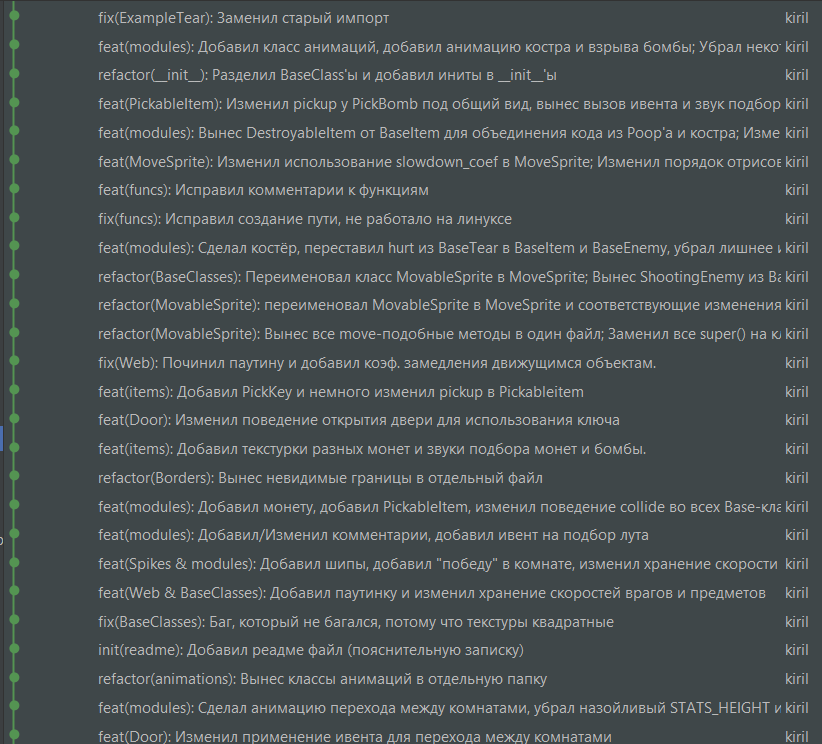 fix(ExampleTear): Заменил старый импорт kiril
feat(modules): Добавил класс анимаций, добавил анимацию костра и взрыва бомбы; Убрал неко kiril
refactor(__init__): Разделил BaseClass'ы и добавил иниты в __init__'ы kiril
feat(PickableItem): Изменил pickup у PickBomb под общий вид, вынес вызов ивента и звук подбор kiril
feat(modules): Вынес DestroyableItem от BaseItem для объединения кода из Poop'а и костра; Изме kiril
feat(MoveSprite): Изменил использование slowdown_coef в MoveSprite; Изменил порядок отрисов kiril
feat(funcs): Исправил комментарии к функциям kiril
fix(funcs): Исправил создание пути, не работало на линуксе kiril
feat(modules): Сделал костёр, переставил hurt из BaseTear в BaseItem и BaseEnemy, убрал лишнее и kiril
refactor(BaseClasses): Переименовал класс MovableSprite в MoveSprite; Вынес ShootingEnemy из Ba kiril
refactor(MovableSprite): переименовал MovableSprite в MoveSprite и соответствующие изменения kiril
refactor(MovableSprite): Вынес все move-подобные методы в один файл; Заменил все super() на кл kiril
fix(Web): Починил паутину и добавил коэф. замедления движущимся объектам. kiril
feat(items): Добавил PickKey и немного изменил pickup в Pickableitem kiril
feat(Door): Изменил поведение открытия двери для использования ключа kiril
feat(items): Добавил текстурки разных монет и звуки подбора монет и бомбы. kiril
refactor(Borders): Вынес невидимые границы в отдельный файл kiril
feat(modules): Добавил монету, добавил PickableItem, изменил поведение collide во всех Base-кла kiril
feat(modules): Добавил/Изменил комментарии, добавил ивент на подбор лута kiril
feat(Spikes & modules): Добавил шипы, добавил "победу" в комнате, изменил хранение скорости kiril
feat(Web & BaseClasses): Добавил паутинку и изменил хранение скоростей врагов и предметов kiril
fix(BaseClasses): Баг, который не багался, потому что текстуры квадратные kiril
init(readme): Добавил реадме файл (пояснительную записку) kiril
refactor(animations): Вынес классы анимаций в отдельную папку kiril
feat(modules): Сделал анимацию перехода между комнатами, убрал назойливый STATS_HEIGHT и kiril
feat(Door): Изменил применение ивента для перехода между комнатами kiril